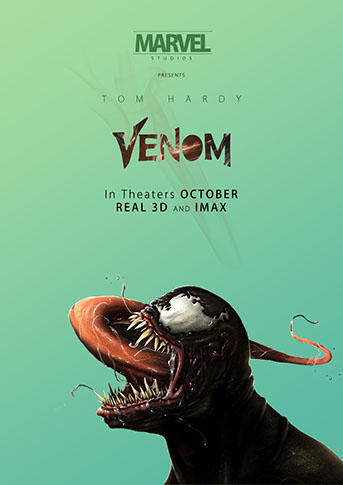 MARVEL
STUDIOS
PRESENTS
TOM HARDY
VENOM
In Theaters OCTOBER
REAL 3D AND IMAX